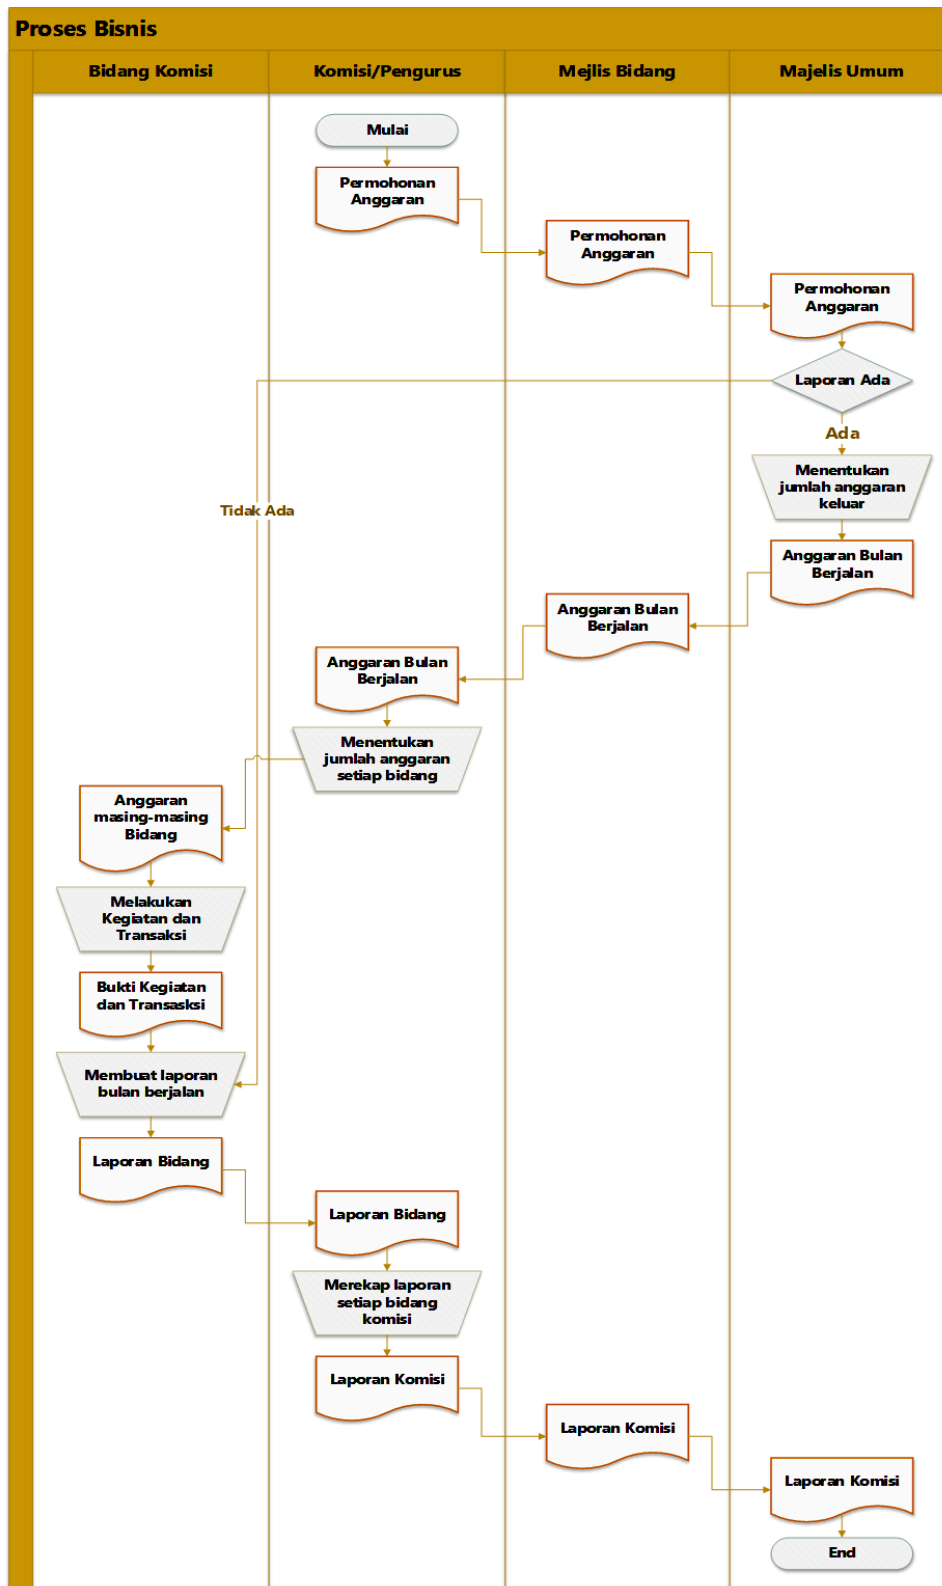 Proses Bisnis
Bidang Komisi
Komisi/Pengurus
Mejlis Bidang
Majelis Umum
Mulai
Permohonan
Anggaran
Permohonan
Anggaran
Permohonan
Anggaran
Laporan Ada
Ada
Menentukan
jumlah anggaran
keluar
Tidak Ada
Anggaran Bulan
Berjalan
Anggaran Bulan
Berjalan
Anggaran Bulan
Berjalan
Menentukan
jumlah anggaran
setiap bidang
Anggaran
masing-masing
Bidang
Melakukan
Kegiatan dan
Transaksi
Bukti Kegiatan
dan Transasksi
Membuat laporan
bulan berjalan
Laporan Bidang
Laporan Bidang
Merekap laporan
setiap bidang
komisi
Laporan Komisi
Laporan Komisi
Laporan Komisi
End